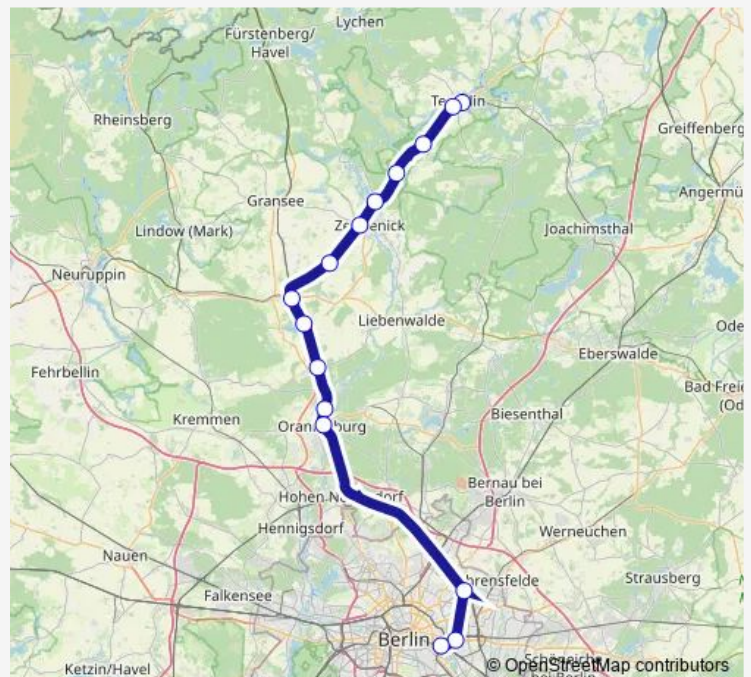 Lychen
Fürstenberg/
Havel
Rheinsberg
Greiffenberg
Gransee
Angermü
Lindow (Mark)
Joachimsthal
Neuruppin
Liebenwalde
Ode
Eberswalde
Fehrbellin
Bad Freie
(Od
Biesenthal
Kremmen
Bernau bei
Berlin
Hennigsdorf
Werneuchen
Nauen
Strausberg
Falkensee
Berlin
Ketzin/Havel
© OpenStreetMap contributors